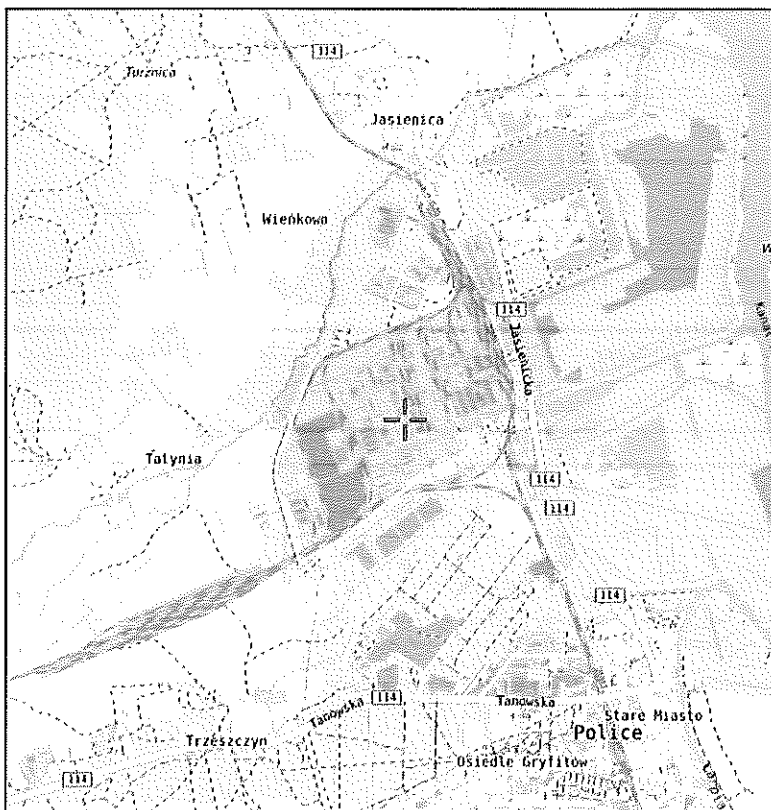 114
Turznica
Jasienica
Wieńkowo
114
Jasienicka
Tatynia
114
114
114
Tanowska
114
Tanowska
Stare Miasto
Police
Trzeszczyn
Osiedle Gryfitów
114